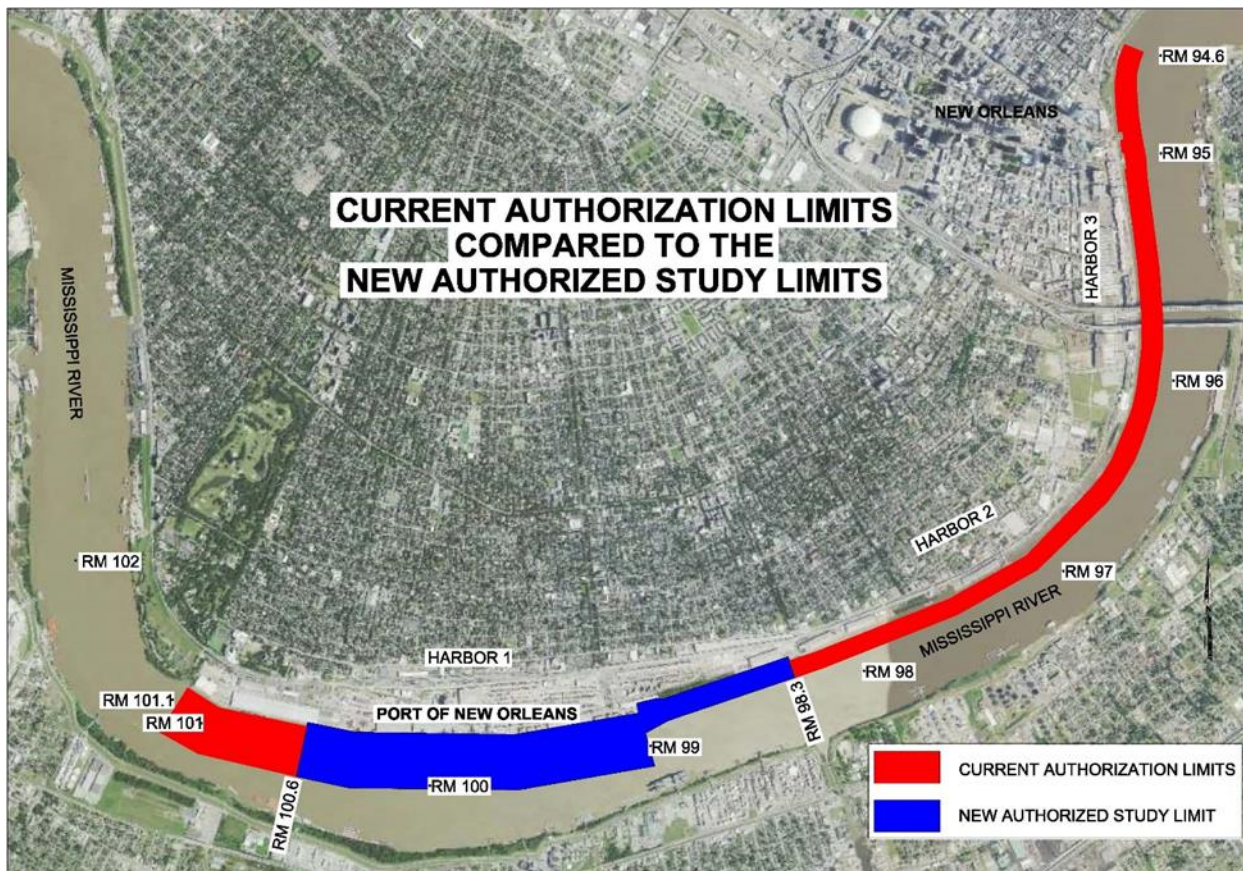 RM 94.6
NEW ORLEANS
RM 95
CURRENT AUTHORIZATION LIMITS
COMPARED TO THE
NEW AUTHORIZED STUDY LIMITS
HARBOR 3
MISSISSIPPI RIVER
RM 96
HARBOR 2
RM 102
RM 97
MISSISSIPPI RIVER
HARBOR 1
RM 98
RM 101.1
RM 101
PORT OF NEW ORLEANS
RM 98.3
RM 99
RM 100
RM 100.6
CURRENT AUTHORIZATION LIMITS
NEW AUTHORIZED STUDY LIMIT